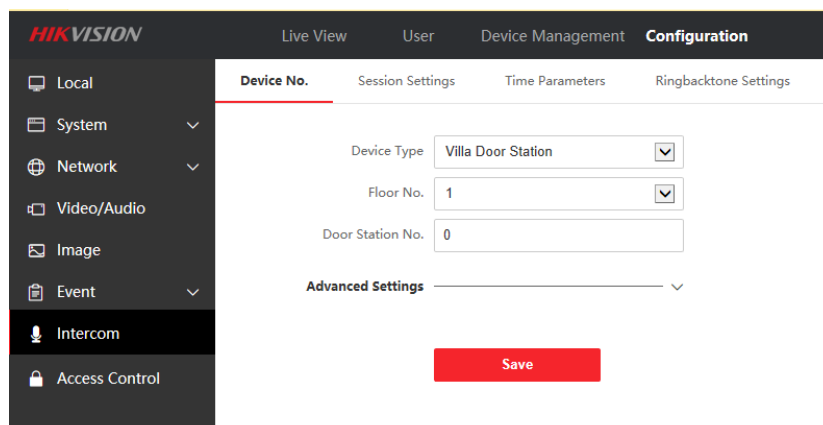 HIKVISION Live View User Device Management Configuration
Local
System
Network
Video/Audio
Image
Event
Intercom
Access Control
Device No. Session Settings Time Parameters Ringbacktone Settings
Device Type Villa Door Station
Floor No. 1
Door Station No. 0
Advanced Settings
Save